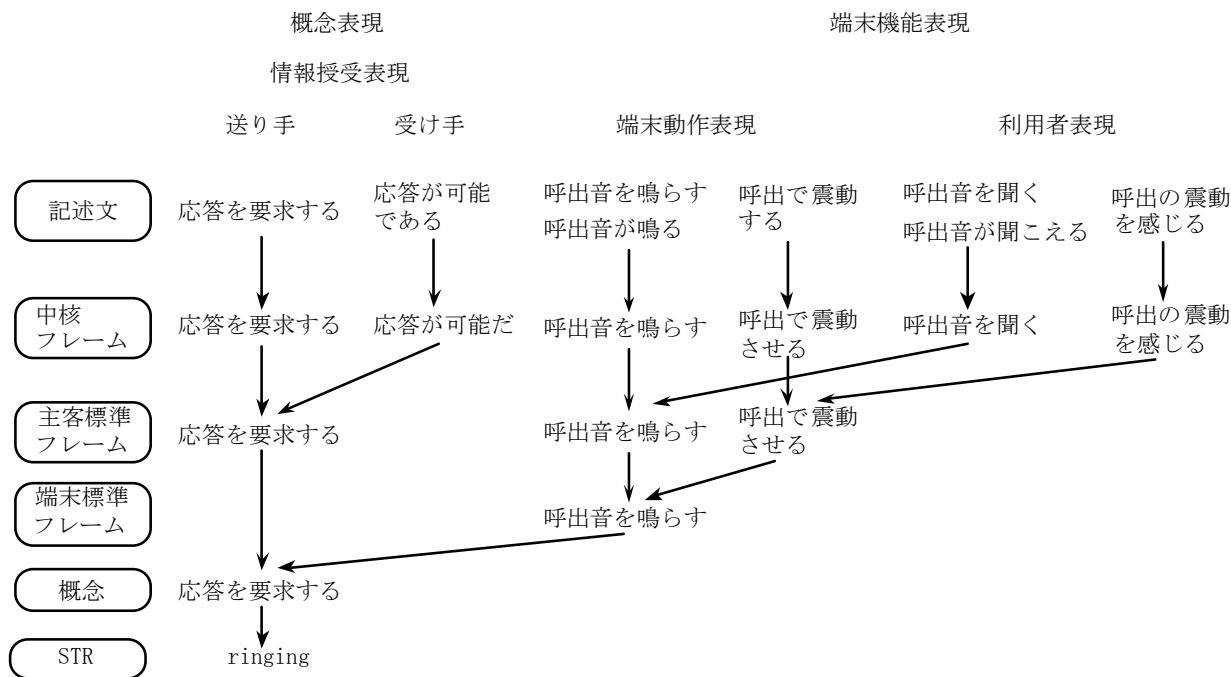 概念表現
端末機能表現
情報授受表現
送り手
受け手
端末動作表現
利用者表現
記述文
応答を要求する
応答が可能
である
呼出音を鳴らす
呼出音が鳴る
呼出で震動
する
呼出音を聞く
呼出音が聞こえる
呼出の震動
を感じる
中核
フレーム
応答を要求する
応答が可能だ
呼出音を鳴らす
呼出で震動
させる
呼出音を聞く
呼出の震動
を感じる
主客標準
フレーム
応答を要求する
呼出音を鳴らす
呼出で震動
させる
端末標準
フレーム
呼出音を鳴らす
概念
応答を要求する
STR
ringing